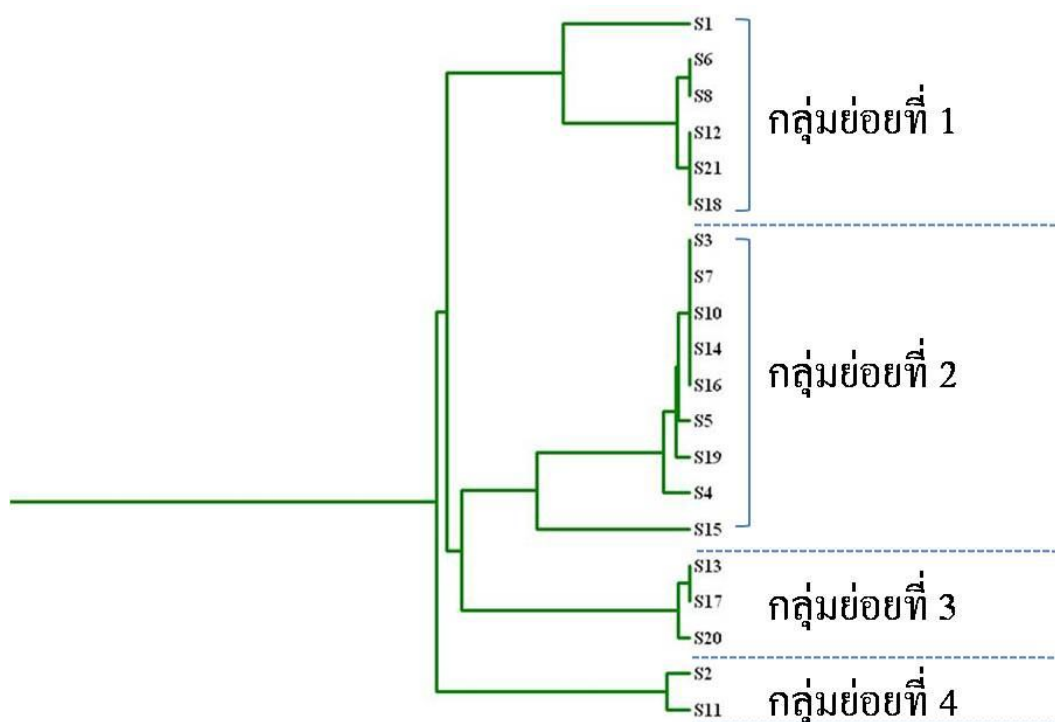 S1
S6
S8
กลุ่มย่อยที่ 1
S12
S21
S18
S3
S7
S10
S14
กลุ่มย่อยที่ 2
S16
S5
S19
S4
S15
S13
S17
กลุ่มย่อยที่ 3
S20
S2
กลุ่มย่อยที่ 4
S11